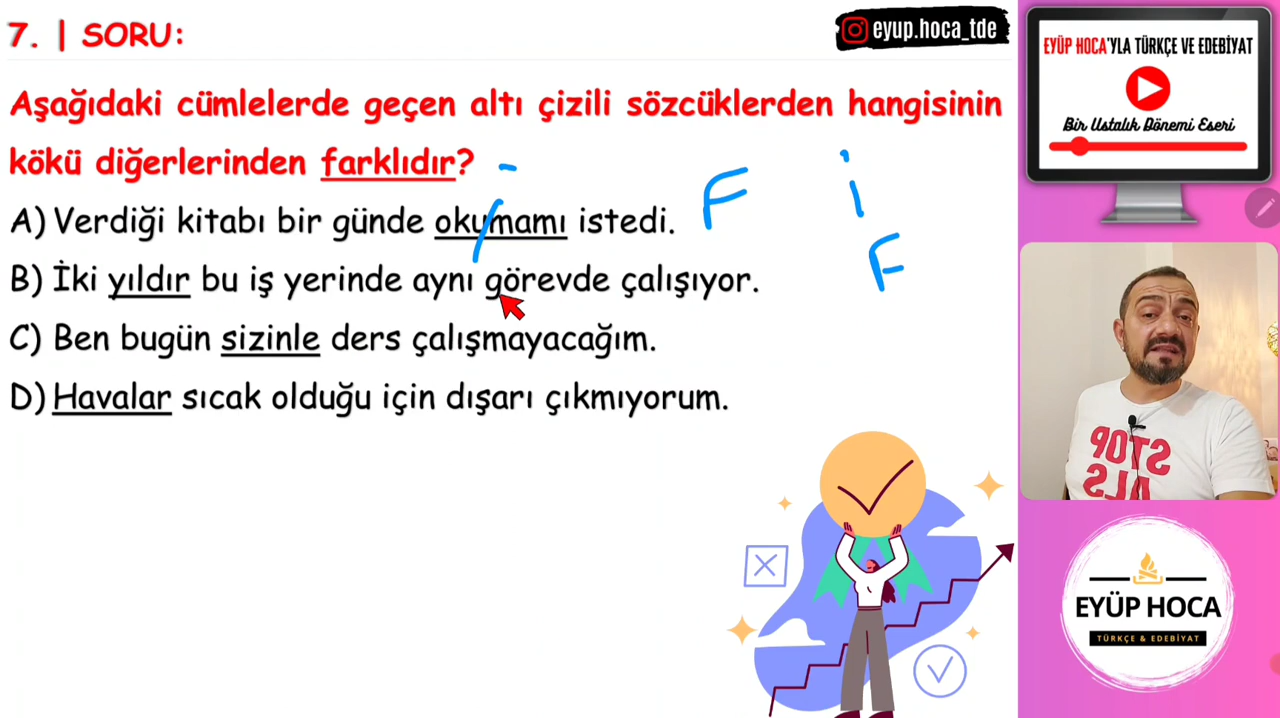 7. | SORU:
eyup.hoca_tde
Aşağıdaki cümlelerde geçen altı çizili sözcüklerden hangisinin
kökü diğerlerinden farklıdır?
A) Verdiği kitabı bir günde okumamı istedi.
B) İki yıldır bu iş yerinde aynı görevde çalışıyor.
C) Ben bugün sizinle ders çalışmayacağım.
D) Havalar sıcak olduğu için dışarı çıkmıyorum.
F
i
F
EYÜP HOCA'YLA TÜRKÇE VE EDEBİYAT
Bir Ustalık Dönemi Eseri
STOP
ALS
EYÜP HOCA
TÜRKÇE & EDEBİYAT